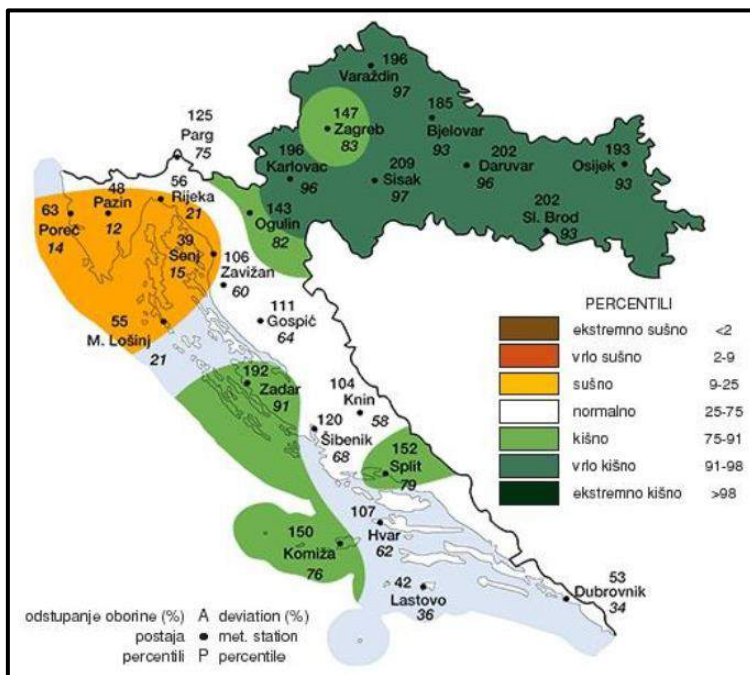 196
Varaždin
97
147
Zagreb
83
185
Bjelovar
93
125
Parg
75
196
Karlovac
96
209
Sisak
97
202
Daruvar
96
193
Osijek
93
202
Sl. Brod
93
63
Poreč
14
48
Pazin
12
56
Rijeka
21
143
Ogulin
82
39
Senj
15
106
Zavižan
60
111
Gospić
64
55
M. Lošinj
21
192
Zadar
91
104
Knin
58
120
Šibenik
68
152
Split
79
107
Hvar
62
150
Komiža
76
42
Lastovo
36
53
Dubrovnik
34
PERCENTILI
ekstremno sušno <2
vrlo sušno 2-9
sušno 9-25
normalno 25-75
kišno 75-91
vrlo kišno 91-98
ekstremno kišno >98
odstupanje oborine (%) A deviation (%)
postaja ● met. station
percentili P percentile